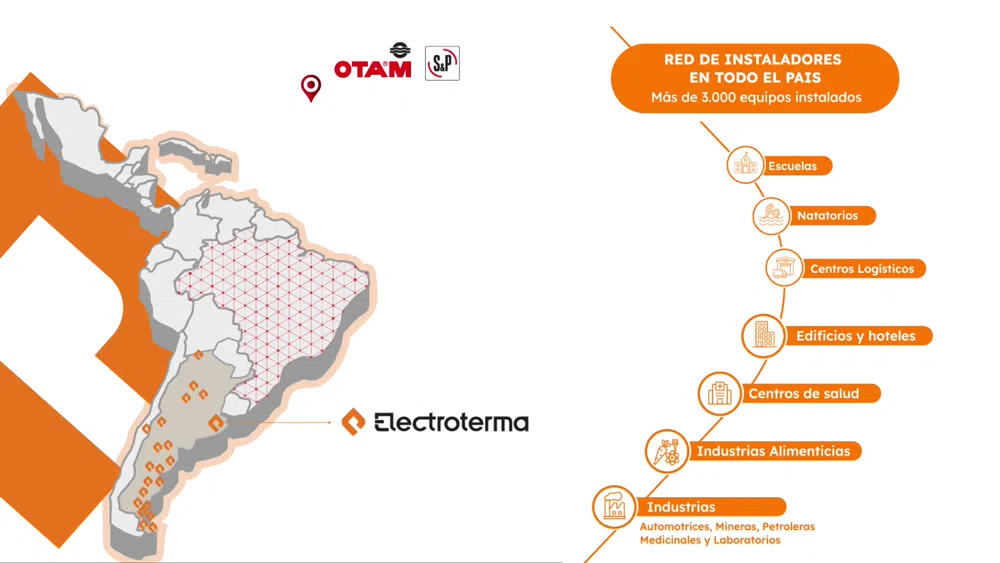 OTAM
S&P
Electroterma
RED DE INSTALADORES
EN TODO EL PAIS
Más de 3.000 equipos instalados
Escuelas
Natatorios
Centros Logísticos
Edificios y hoteles
Centros de salud
Industrias Alimenticias
Industrias
Automotrices, Mineras, Petroleras
Medicinales y Laboratorios